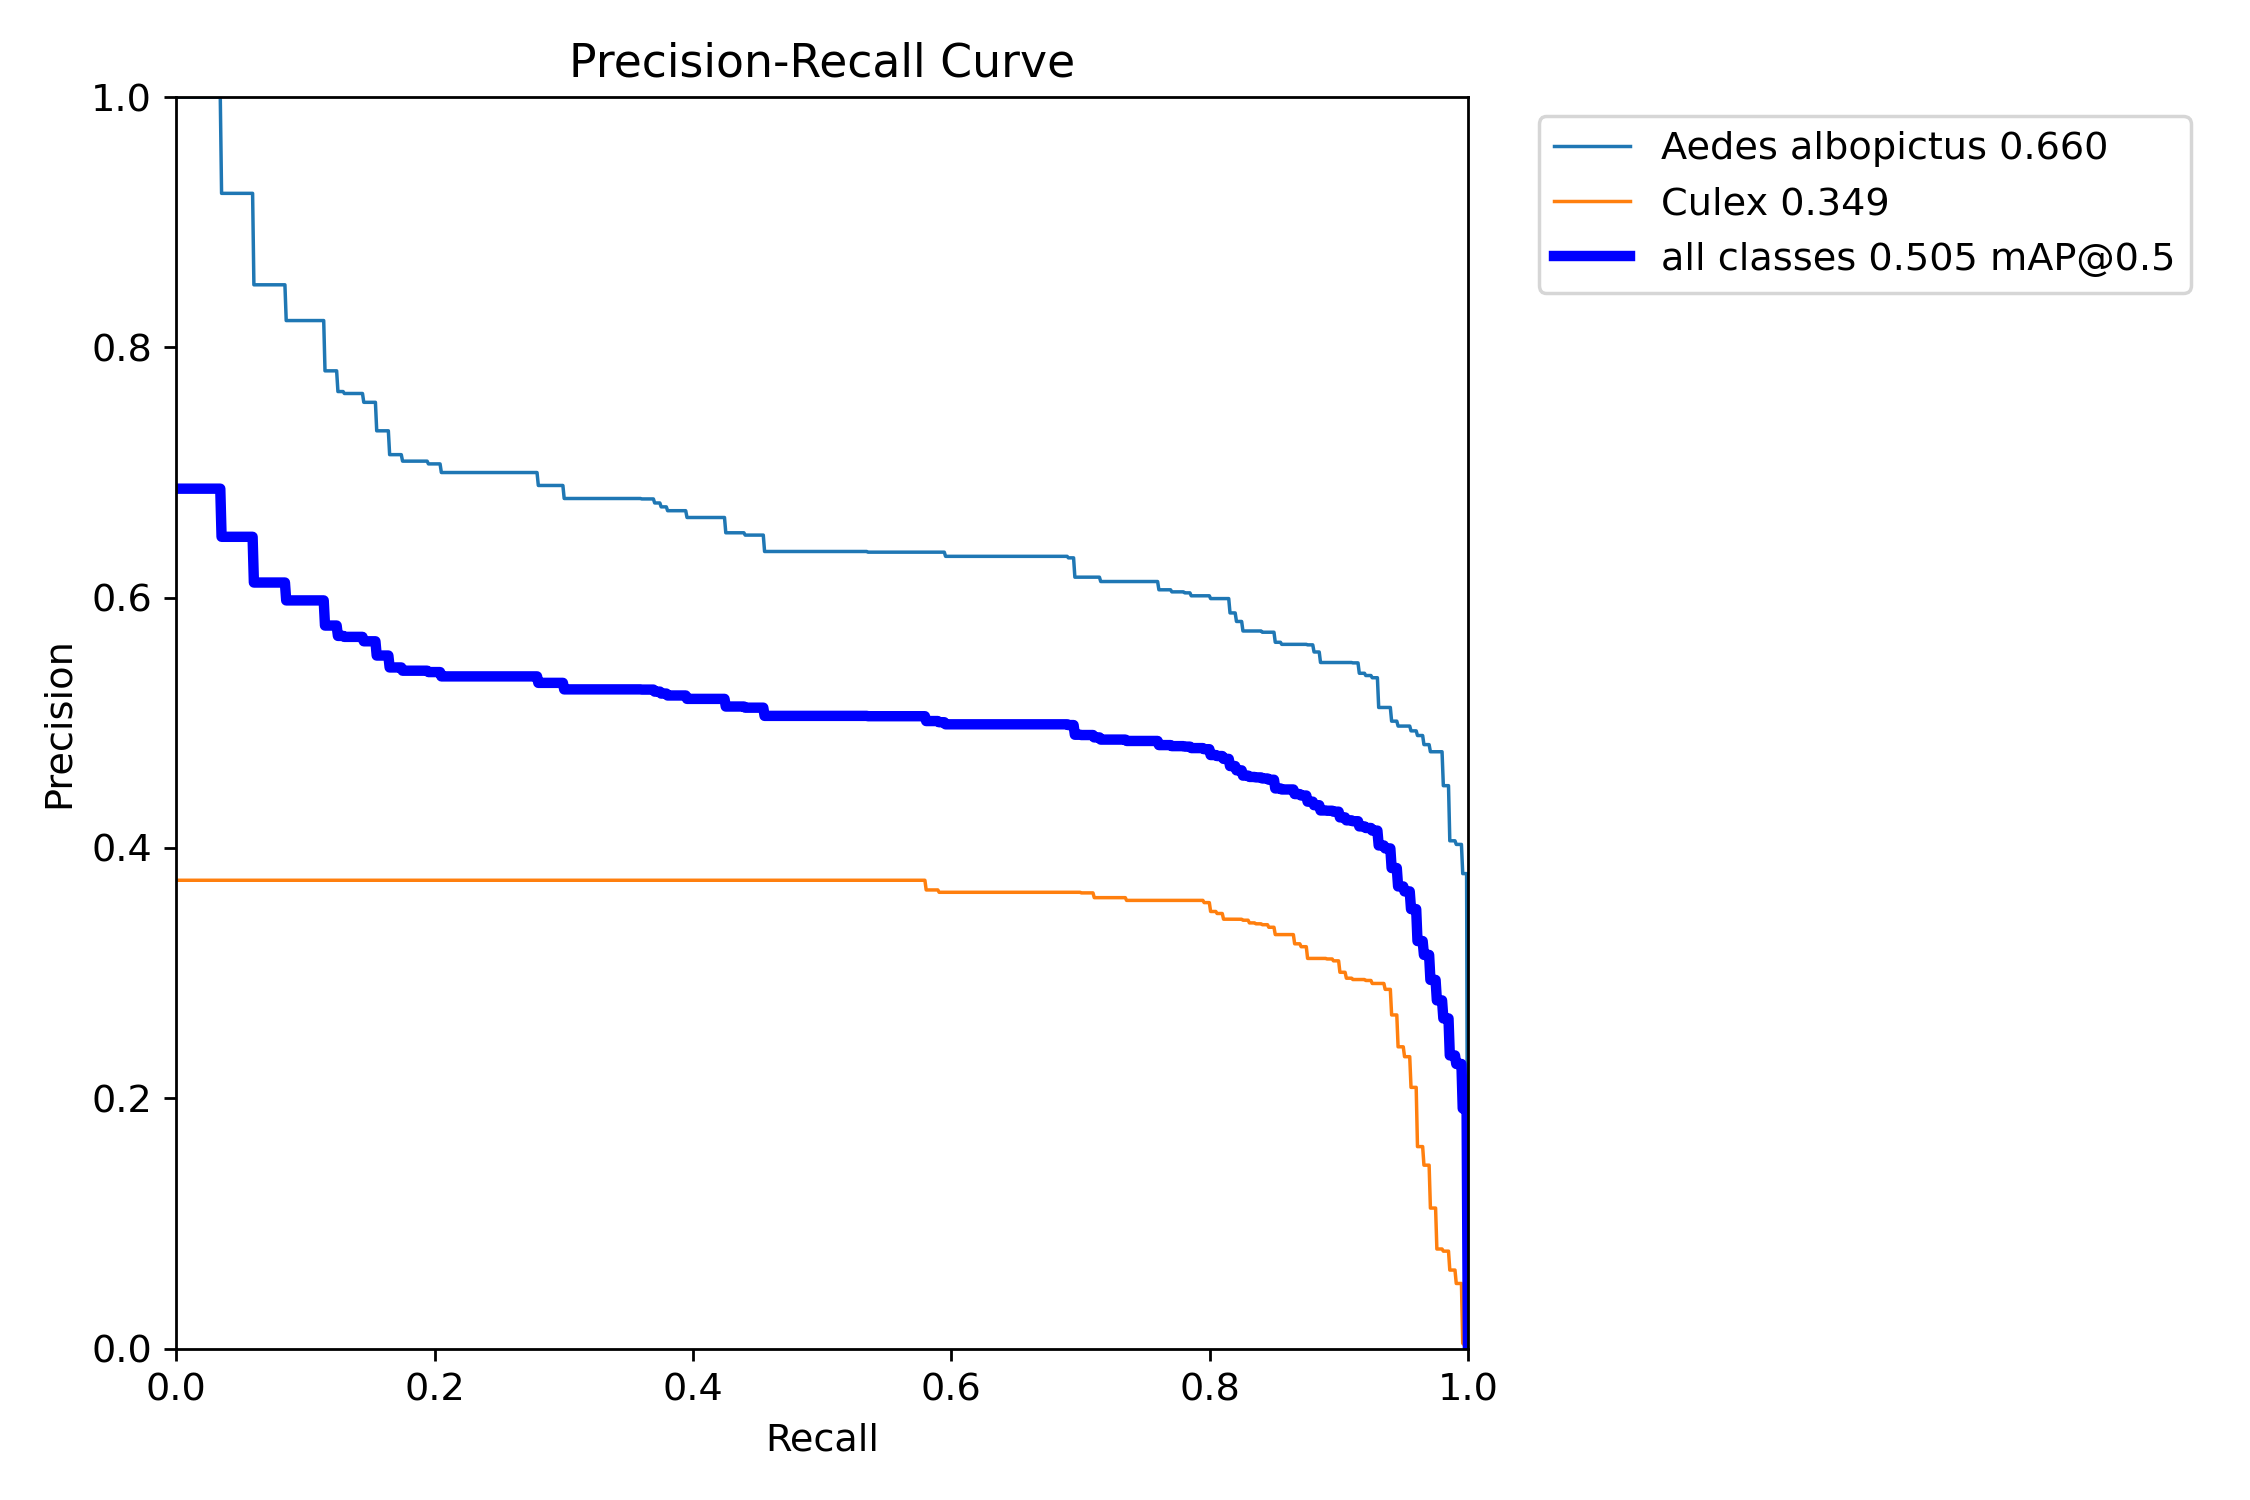 Precision-Recall Curve
1.0
0.8
0.6
0.4
0.2
0.0
Precision
0.0 0.2 0.4 0.6 0.8 1.0
Recall
Aedes albopictus 0.660
Culex 0.349
all classes 0.505 mAP@0.5